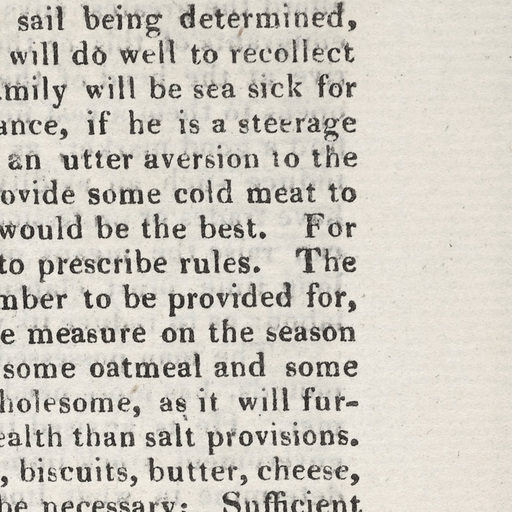 sail being determined,
will do well to recollect
mily will be sea sick for
ance, if he is a steerage
an utter aversion to the
ovide some cold meat to
would be the best. For
to prescribe rules. The
mber to be provided for,
e measure on the season
some oatmeal and some
holesome, as it will fur-
ealth than salt provisions.
, biscuits, butter, cheese,
be necessary: Sufficient